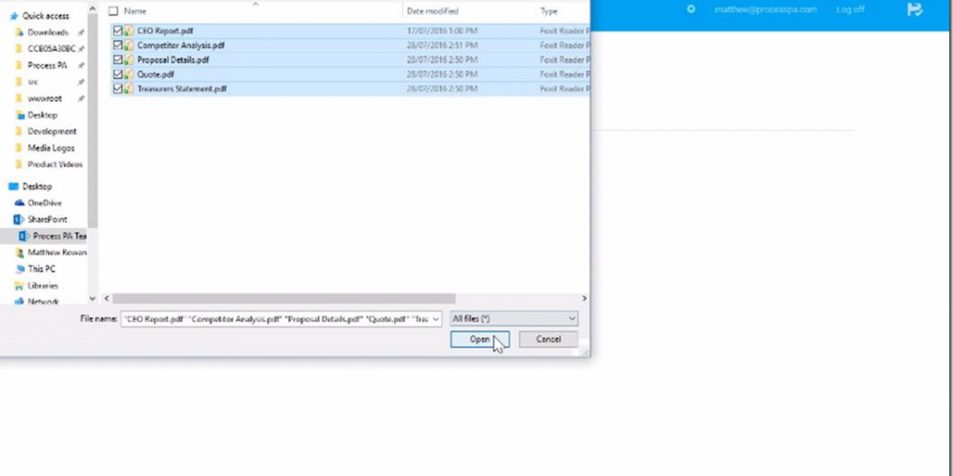 matthew@processpa.com Log off
Quick access
Downloads
CCB05A30BC
Process PA
src
wwwroot
Desktop
Development
Media Logos
Product Videos
Desktop
OneDrive
SharePoint
Process PA Tea
Matthew Rowan
This PC
Libraries
Network
Name Date modified Type
CEO Report.pdf 17/07/2016 1:00 PM Foxit Reader P
Competitor Analysis.pdf 28/07/2016 2:51 PM Foxit Reader P
Proposal Details.pdf 28/07/2016 2:50 PM Foxit Reader P
Quote.pdf 28/07/2016 2:50 PM Foxit Reader P
Treasurers Statement.pdf 28/07/2016 2:50 PM Foxit Reader P
File name: "CEO Report.pdf" "Competitor Analysis.pdf" "Proposal Details.pdf" "Quote.pdf" "Trea All files (*)
Open Cancel